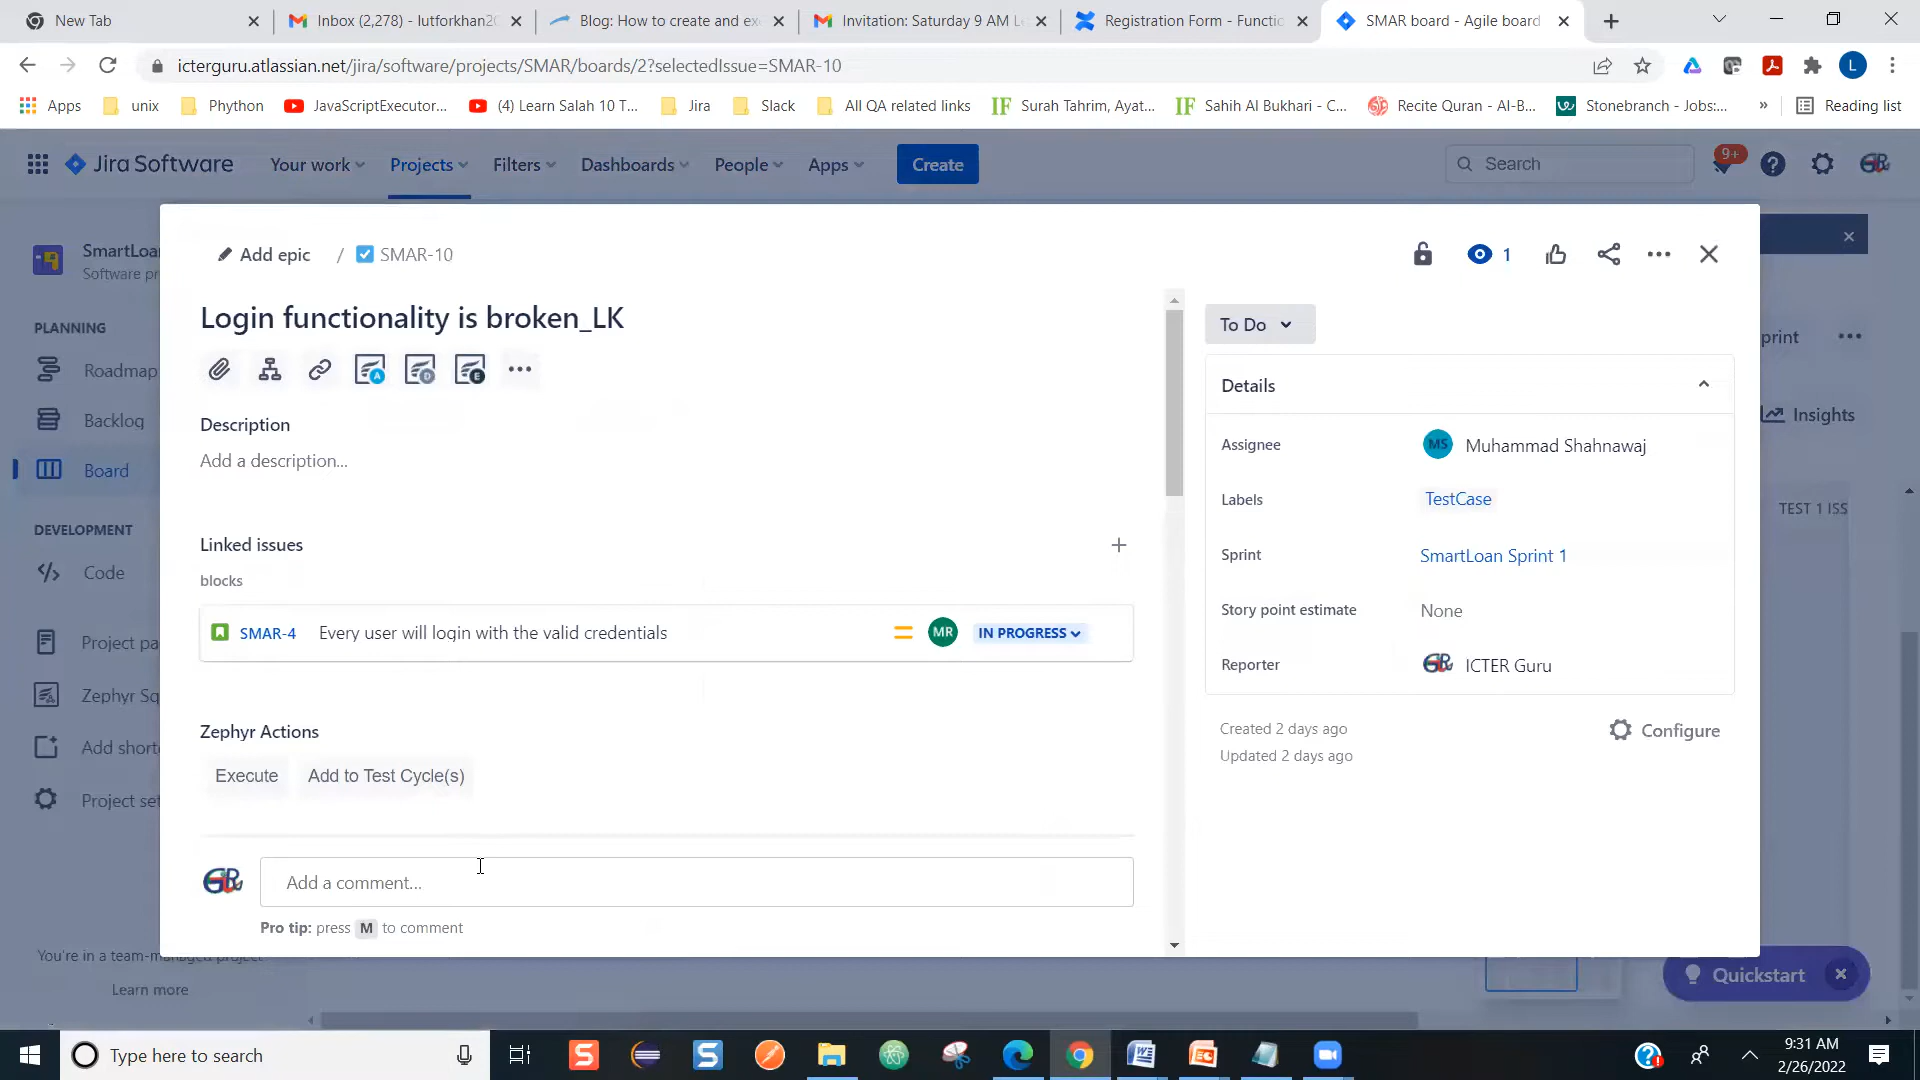 New Tab
Inbox (2,278) - lutforkhan20
Blog: How to create and exe
Invitation: Saturday 9 AM Le
Registration Form - Functio
SMAR board - Agile board
icterguru.atlassian.net/jira/software/projects/SMAR/boards/2?selectedIssue=SMAR-10
L
Apps
unix
Phython
JavaScriptExecutor...
(4) Learn Salah 10 T...
Jira
Slack
All QA related links
IF Surah Tahrim, Ayat...
IF Sahih Al Bukhari - C...
Recite Quran - Al-B...
Stonebranch - Jobs:...
»
Reading list
Jira Software
Your work
Projects
Filters
Dashboards
People
Apps
Create
Search
9+
SmartLoa
Software pr
Add epic / SMAR-10
1
PLANNING
Login functionality is broken_LK
To Do
print
Roadmap
Details
Backlog
Description
Insights
Assignee
MS Muhammad Shahnawaj
Board
Add a description...
Labels
TestCase
TEST 1 ISS
DEVELOPMENT
Linked issues
Sprint
SmartLoan Sprint 1
Code
blocks
Story point estimate
None
Project pa
SMAR-4 Every user will login with the valid credentials MR IN PROGRESS
Reporter
ICTER Guru
Zephyr Sq
Zephyr Actions
Created 2 days ago
Configure
Add shorte
Updated 2 days ago
Execute
Add to Test Cycle(s)
Project set
Add a comment...
Pro tip: press M to comment
You're in a team-managed project
Learn more
Quickstart
Type here to search
9:31 AM
2/26/2022